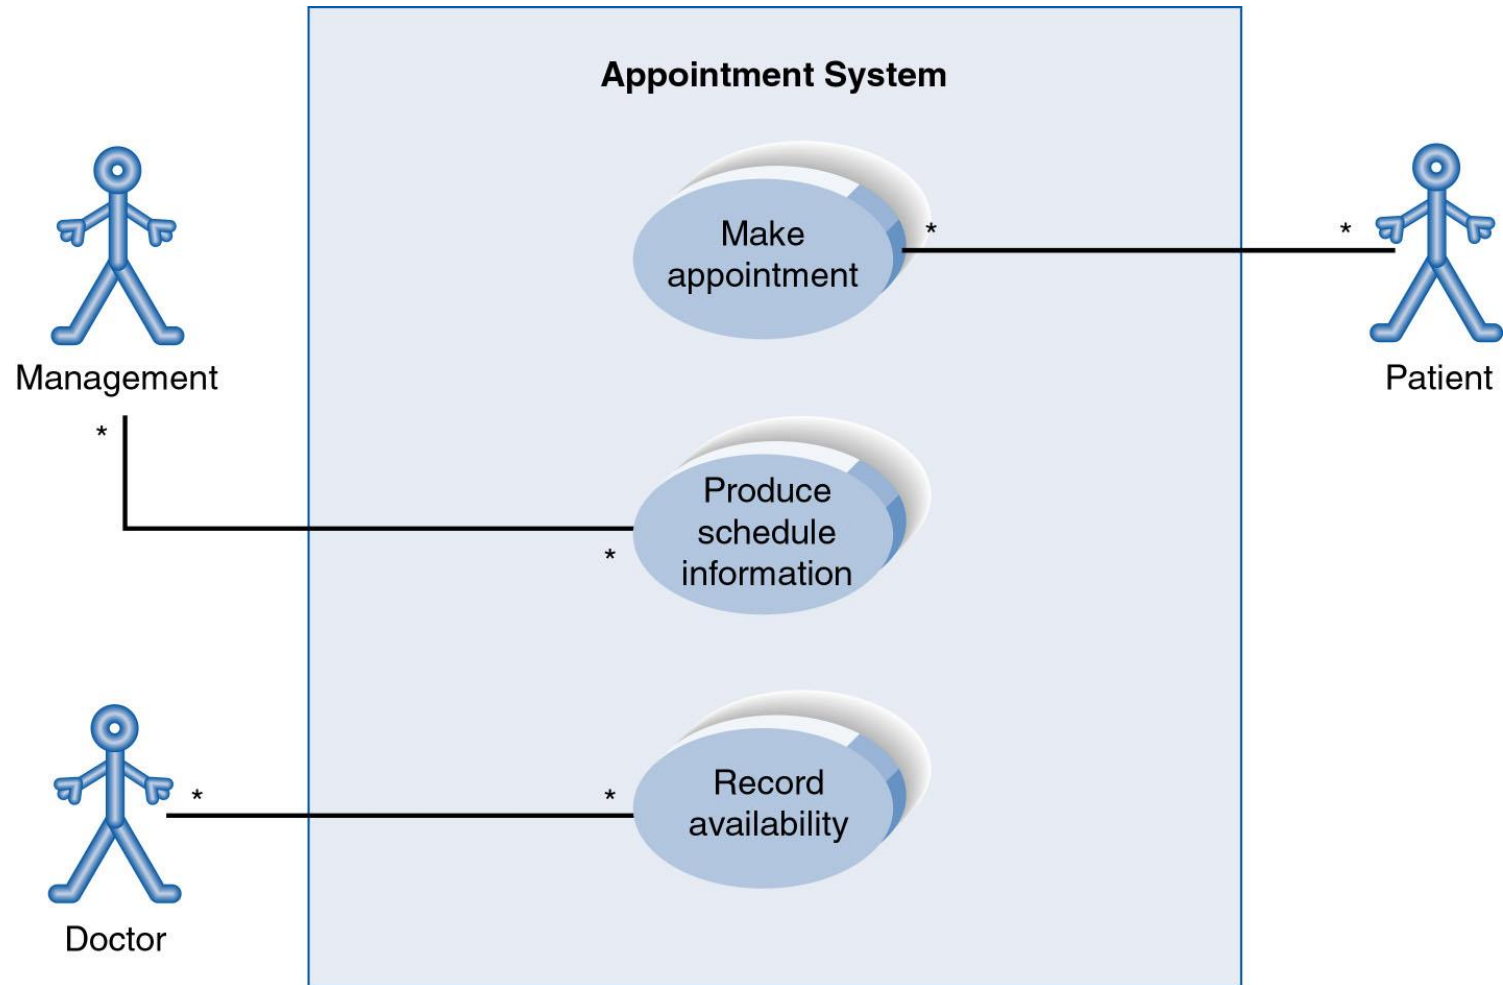 Appointment System
Make
appointment
*
*
Management
Patient
*
Produce
schedule
information
*
Record
availability
*
*
Doctor